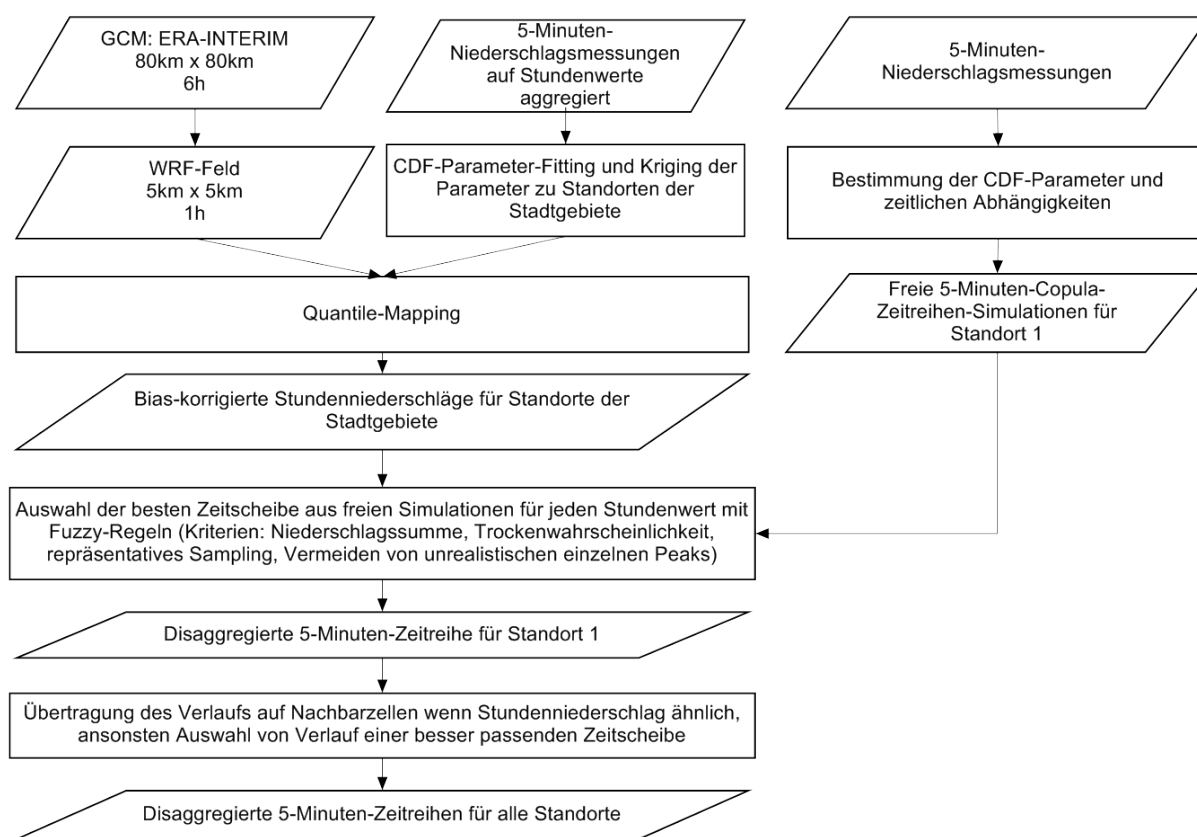 GCM: ERA-INTERIM
80km x 80km
6h
5-Minuten-
Niederschlagsmessungen
auf Stundenwerte
aggregiert
5-Minuten-
Niederschlagsmessungen
WRF-Feld
5km x 5km
1h
CDF-Parameter-Fitting und Kriging der
Parameter zu Standorten der
Stadtgebiete
Bestimmung der CDF-Parameter und
zeitlichen Abhängigkeiten
Quantile-Mapping
Freie 5-Minuten-Copula-
Zeitreihen-Simulationen für
Standort 1
Bias-korrigierte Stundenniederschläge für Standorte der
Stadtgebiete
Auswahl der besten Zeitscheibe aus freien Simulationen für jeden Stundenwert mit
Fuzzy-Regeln (Kriterien: Niederschlagssumme, Trockenwahrscheinlichkeit,
repräsentatives Sampling, Vermeiden von unrealistischen einzelnen Peaks)
Disaggregierte 5-Minuten-Zeitreihe für Standort 1
Übertragung des Verlaufs auf Nachbarzellen wenn Stundenniederschlag ähnlich,
ansonsten Auswahl von Verlauf einer besser passenden Zeitscheibe
Disaggregierte 5-Minuten-Zeitreihen für alle Standorte